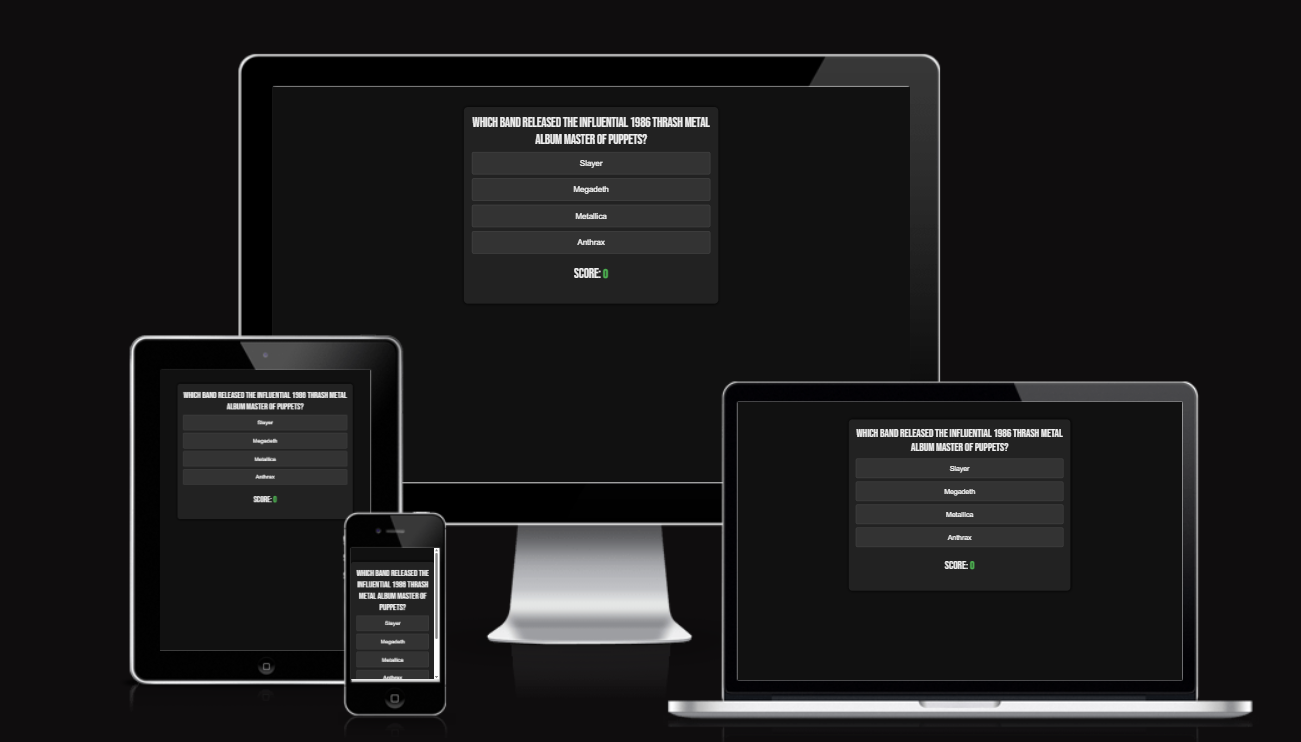 WHICH BAND RELEASED THE INFLUENTIAL 1986 THRASH METAL
ALBUM MASTER OF PUPPETS?
Slayer
Megadeth
Metallica
Anthrax
SCORE: 0
WHICH BAND RELEASED THE INFLUENTIAL 1986 THRASH METAL
ALBUM MASTER OF PUPPETS?
Slayer
Megadeth
Metallica
Anthrax
SCORE: 0
WHICH BAND RELEASED THE
INFLUENTIAL 1986 THRASH
METAL ALBUM MASTER OF
PUPPETS?
Slayer
Megadeth
Metallica
Anthrax
WHICH BAND RELEASED THE INFLUENTIAL 1986 THRASH METAL
ALBUM MASTER OF PUPPETS?
Slayer
Megadeth
Metallica
Anthrax
SCORE: 0